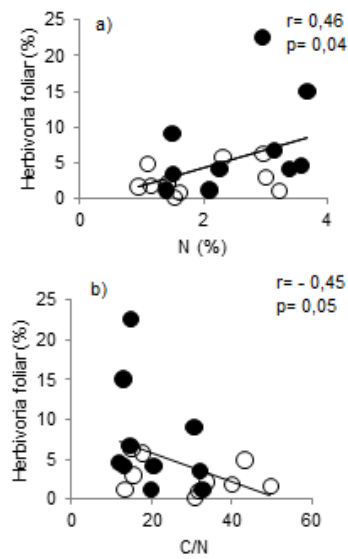 a)
r= 0,46
p= 0,04
Herbivoria foliar (%)
25
20
15
10
5
0
0 2 4
N (%)
b)
r= - 0,45
p= 0,05
Herbivoria foliar (%)
25
20
15
10
5
0
0 20 40 60
C/N